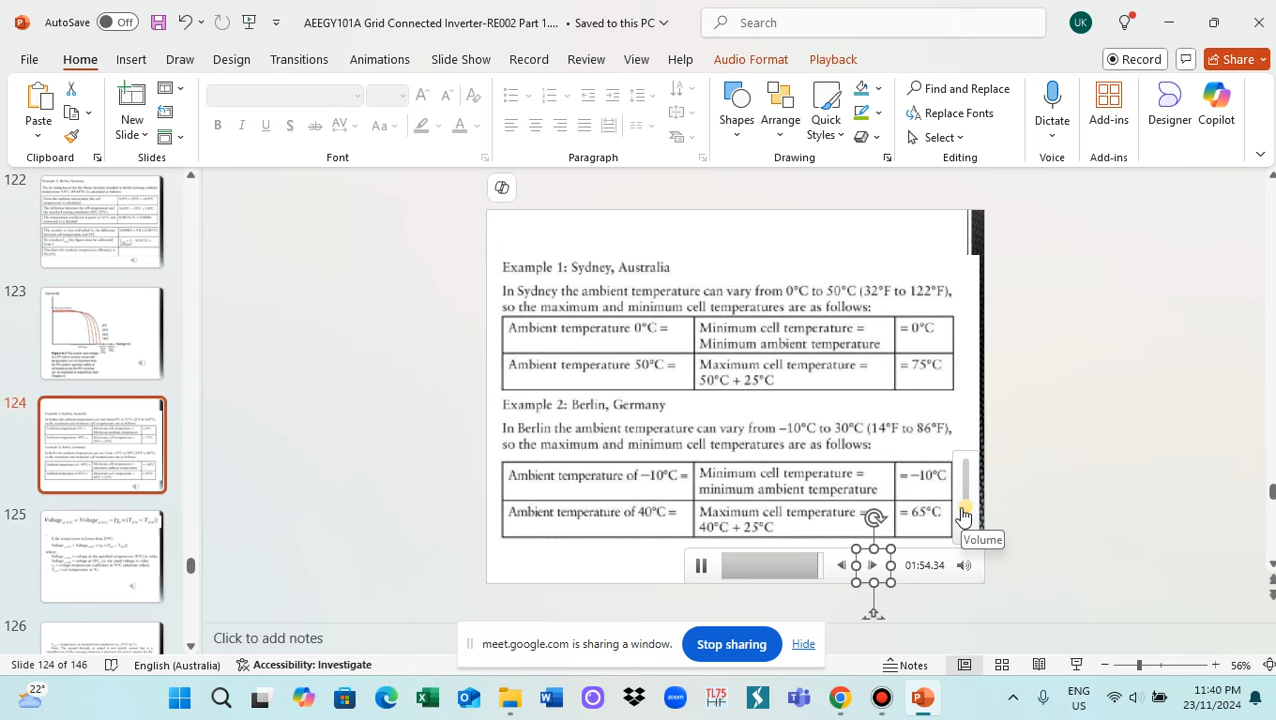 AutoSave Off AEEGY101A Grid Connected Inverter-RE002 Part 1.... • Saved to this PC Search UK
File Home Insert Draw Design Transitions Animations Slide Show Record Review View Help Audio Format Playback Record Share
Paste New Slide Shapes Arrange Quick Styles Find and Replace Replace Fonts Select Dictate Add-ins Designer Copilot
Clipboard Slides Font Paragraph Drawing Editing Voice Add-ins
122
123
124
125
126
Example 1: Sydney, Australia
In Sydney the ambient temperature can vary from 0°C to 50°C (32°F to 122°F),
so the maximum and minimum cell temperatures are as follows:
Ambient temperature 0°C = Minimum cell temperature = = 0°C
Minimum ambient temperature
Ambient temperature 50°C = Maximum cell temperature = = 75°C
50°C + 25°C
Example 2: Berlin, Germany
In Berlin the ambient temperature can vary from −10°C to 30°C (14°F to 86°F),
so the maximum and minimum cell temperatures are as follows:
Ambient temperature of −10°C = Minimum cell temperature = = −10°C
minimum ambient temperature
Ambient temperature of 40°C = Maximum cell temperature = = 65°C
40°C + 25°C
Volume
01:54.34
Click to add notes
app.gotowebinar is sharing a window. Stop sharing Hide
Slide 124 of 146 English (Australia) Accessibility: Investigate Notes 56%
22° zoom TL75 ENG US 11:40 PM 23/11/2024